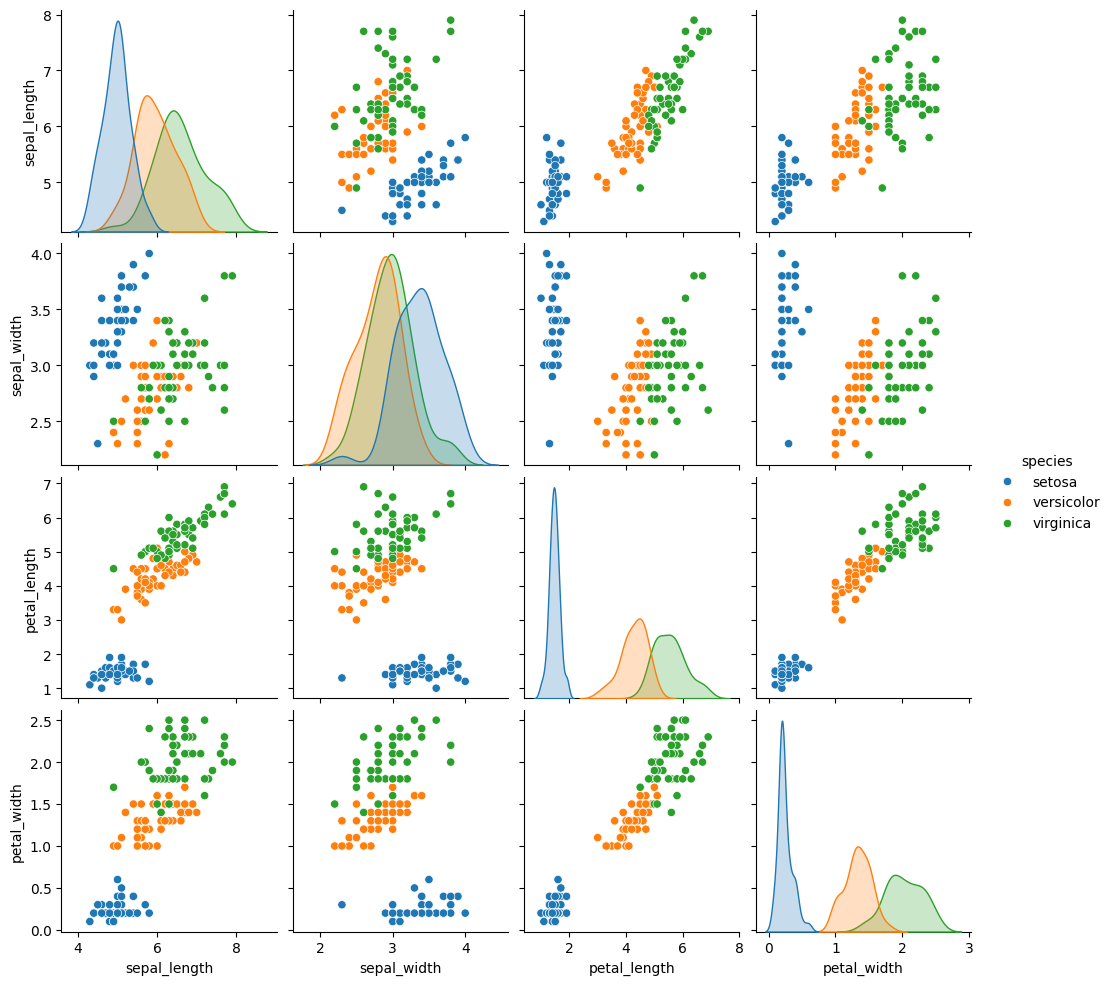 8
7
6
5
sepal_length
4.0
3.5
3.0
2.5
sepal_width
species
setosa
versicolor
virginica
7
6
5
4
3
2
1
petal_length
2.5
2.0
1.5
1.0
0.5
0.0
petal_width
4 6 8
2 3 4
2 4 6 8
0 1 2 3
sepal_length sepal_width petal_length petal_width